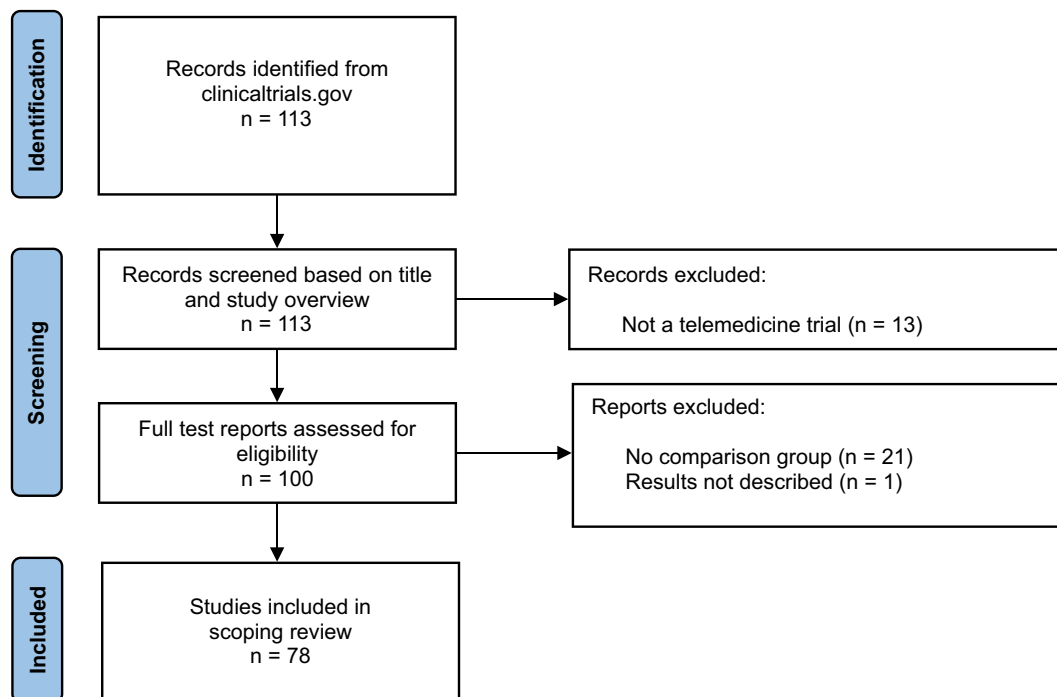 Identification
Records identified from
clinicaltrials.gov
n = 113
Screening
Records screened based on title
and study overview
n = 113
Records excluded:
Not a telemedicine trial (n = 13)
Full test reports assessed for
eligibility
n = 100
Reports excluded:
No comparison group (n = 21)
Results not described (n = 1)
Included
Studies included in
scoping review
n = 78